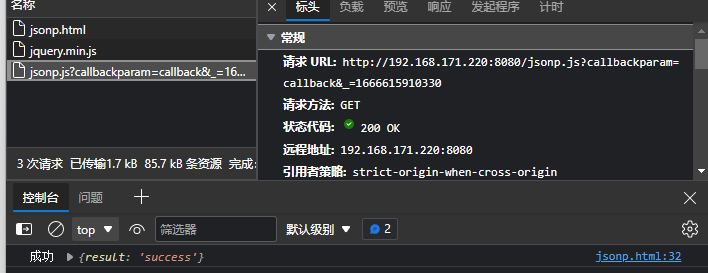 名称
jsonp.html
jquery.min.js
jsonp.js?callbackparam=callback&_=16...
3 次请求 已传输1.7 kB 85.7 kB 条资源 完成:
标头 负载 预览 响应 发起程序 计时
常规
请求 URL: http://192.168.171.220:8080/jsonp.js?callbackparam=
callback&_=1666615910330
请求方法: GET
状态代码: 200 OK
远程地址: 192.168.171.220:8080
引用者策略: strict-origin-when-cross-origin
控制台 问题
top 筛选器 默认级别 2
成功 {result: 'success'} jsonp.html:32